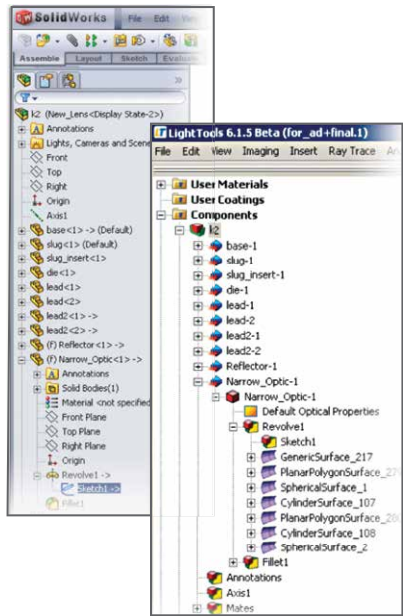 SolidWorks
File Edit
Assemble Layout Sketch Evalua
k2 (New_Lens<Display State-2>)
Annotations
Lights, Cameras and Scene
Front
Top
Right
Origin
Axis1
base<1> -> (Default)
slug<1> (Default)
slug_insert<1>
die<1>
lead<1>
lead<2>
lead2<1> ->
lead2<2> ->
(f) Reflector<1> ->
(f) Narrow_Optic<1> ->
Annotations
Solid Bodies(1)
Material <not specified
Front Plane
Top Plane
Right Plane
Origin
Revolve1 ->
Sketch1 ->
Fillet1
LightTools 6.1.5 Beta (for_ad+final.1)
File Edit View Imaging Insert Ray Trace
User Materials
User Coatings
Components
k2
base-1
slug-1
slug_insert-1
die-1
lead-1
lead-2
lead2-1
lead2-2
Reflector-1
Narrow_Optic-1
Narrow_Optic-1
Default Optical Properties
Revolve1
Sketch1
GenericSurface_217
PlanarPolygonSurface_27
SphericalSurface_1
CylinderSurface_107
PlanarPolygonSurface_28
CylinderSurface_108
SphericalSurface_2
Fillet1
Annotations
Axis1
Mates